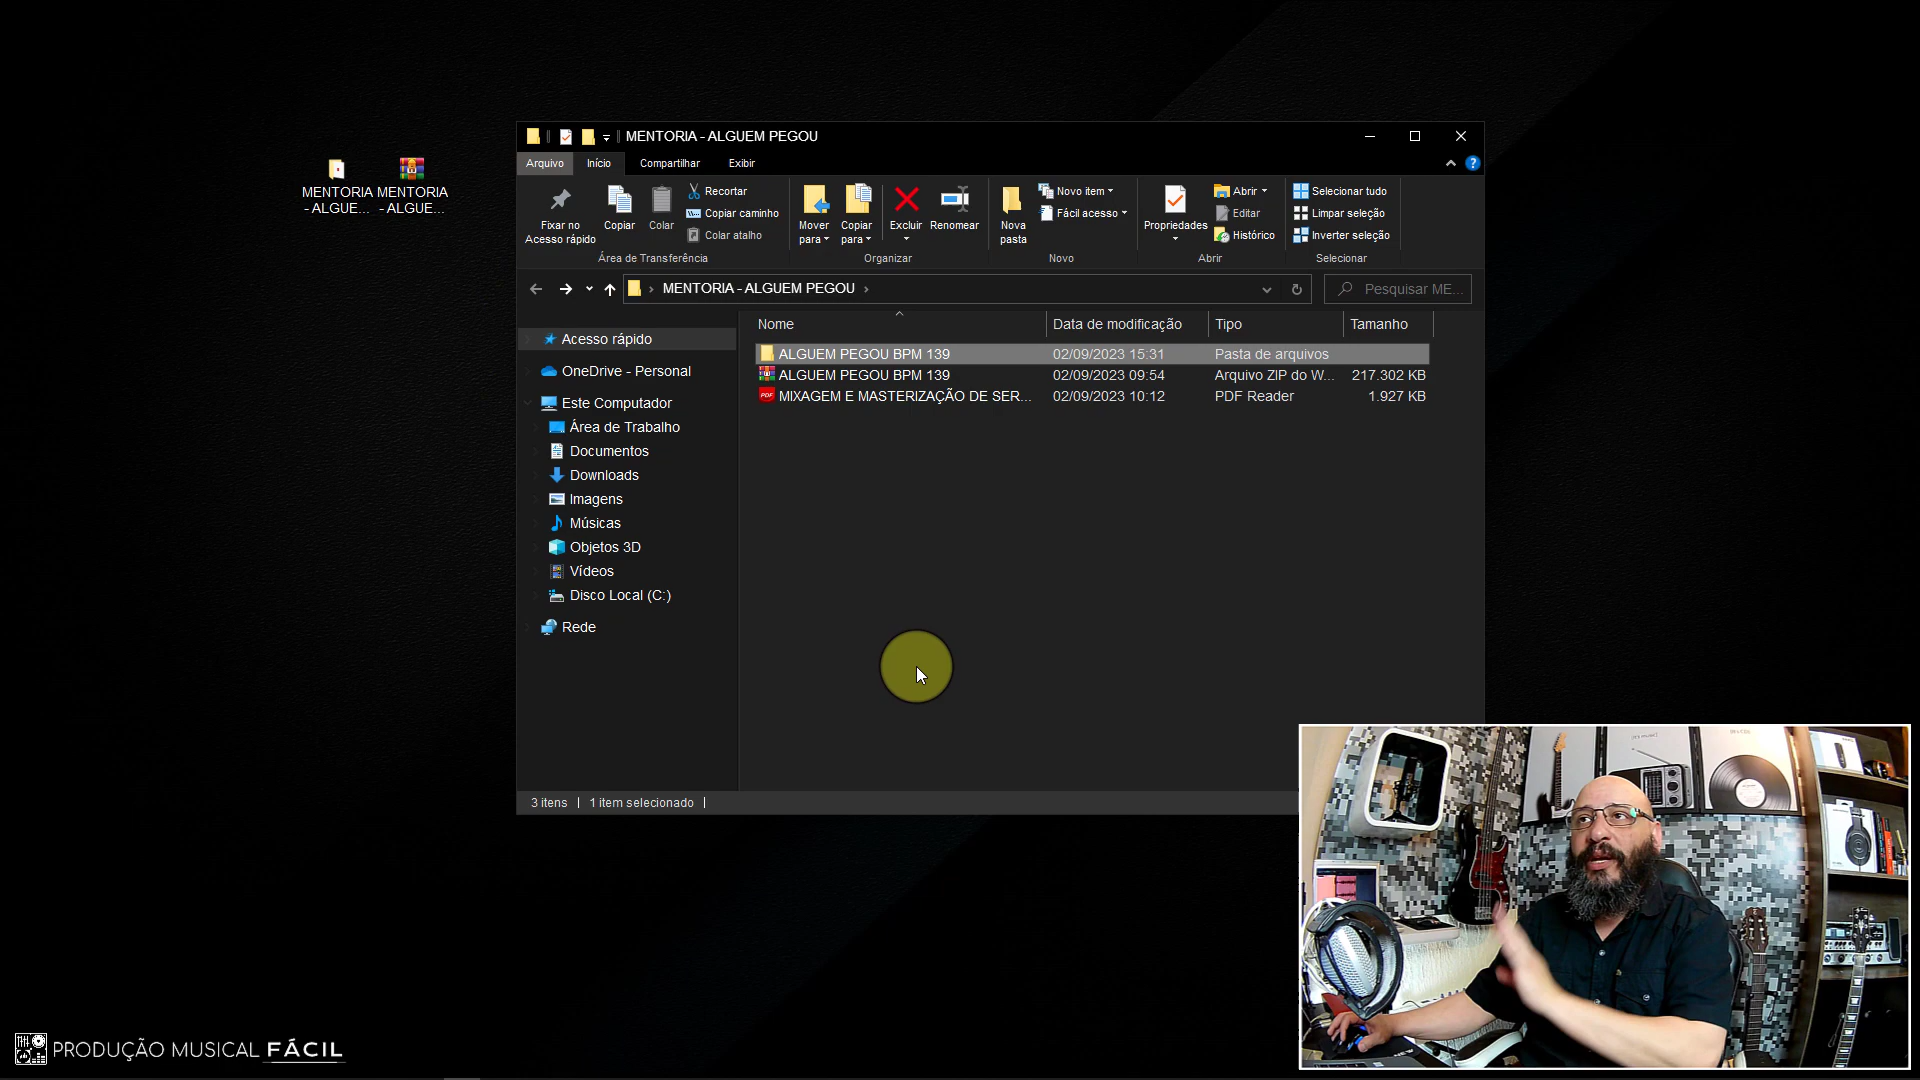 MENTORIA - ALGUEM PEGOU
Arquivo
Início
Compartilhar
Exibir
MENTORIA
- ALGUE...
MENTORIA
- ALGUE...
Fixar no
Acesso rápido
Copiar
Colar
Recortar
Copiar caminho
Colar atalho
Mover
para
Copiar
para
Excluir
Renomear
Nova
pasta
Novo item
Fácil acesso
Propriedades
Abrir
Editar
Histórico
Selecionar tudo
Limpar seleção
Inverter seleção
Área de Transferência
Organizar
Novo
Abrir
Selecionar
MENTORIA - ALGUEM PEGOU
Pesquisar ME...
Nome
Data de modificação
Tipo
Tamanho
ALGUEM PEGOU BPM 139 02/09/2023 15:31 Pasta de arquivos
ALGUEM PEGOU BPM 139 02/09/2023 09:54 Arquivo ZIP do W... 217.302 KB
PDF MIXAGEM E MASTERIZAÇÃO DE SER... 02/09/2023 10:12 PDF Reader 1.927 KB
Acesso rápido
OneDrive - Personal
Este Computador
Área de Trabalho
Documentos
Downloads
Imagens
Músicas
Objetos 3D
Vídeos
Disco Local (C:)
Rede
3 itens
1 item selecionado
PRODUÇÃO MUSICAL FÁCIL